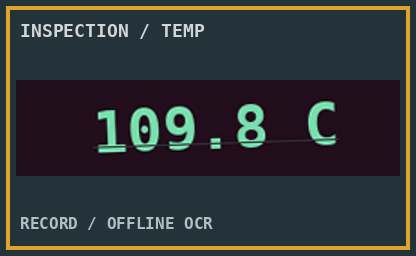 INSPECTION / TEMP
109.8 C
RECORD / OFFLINE OCR